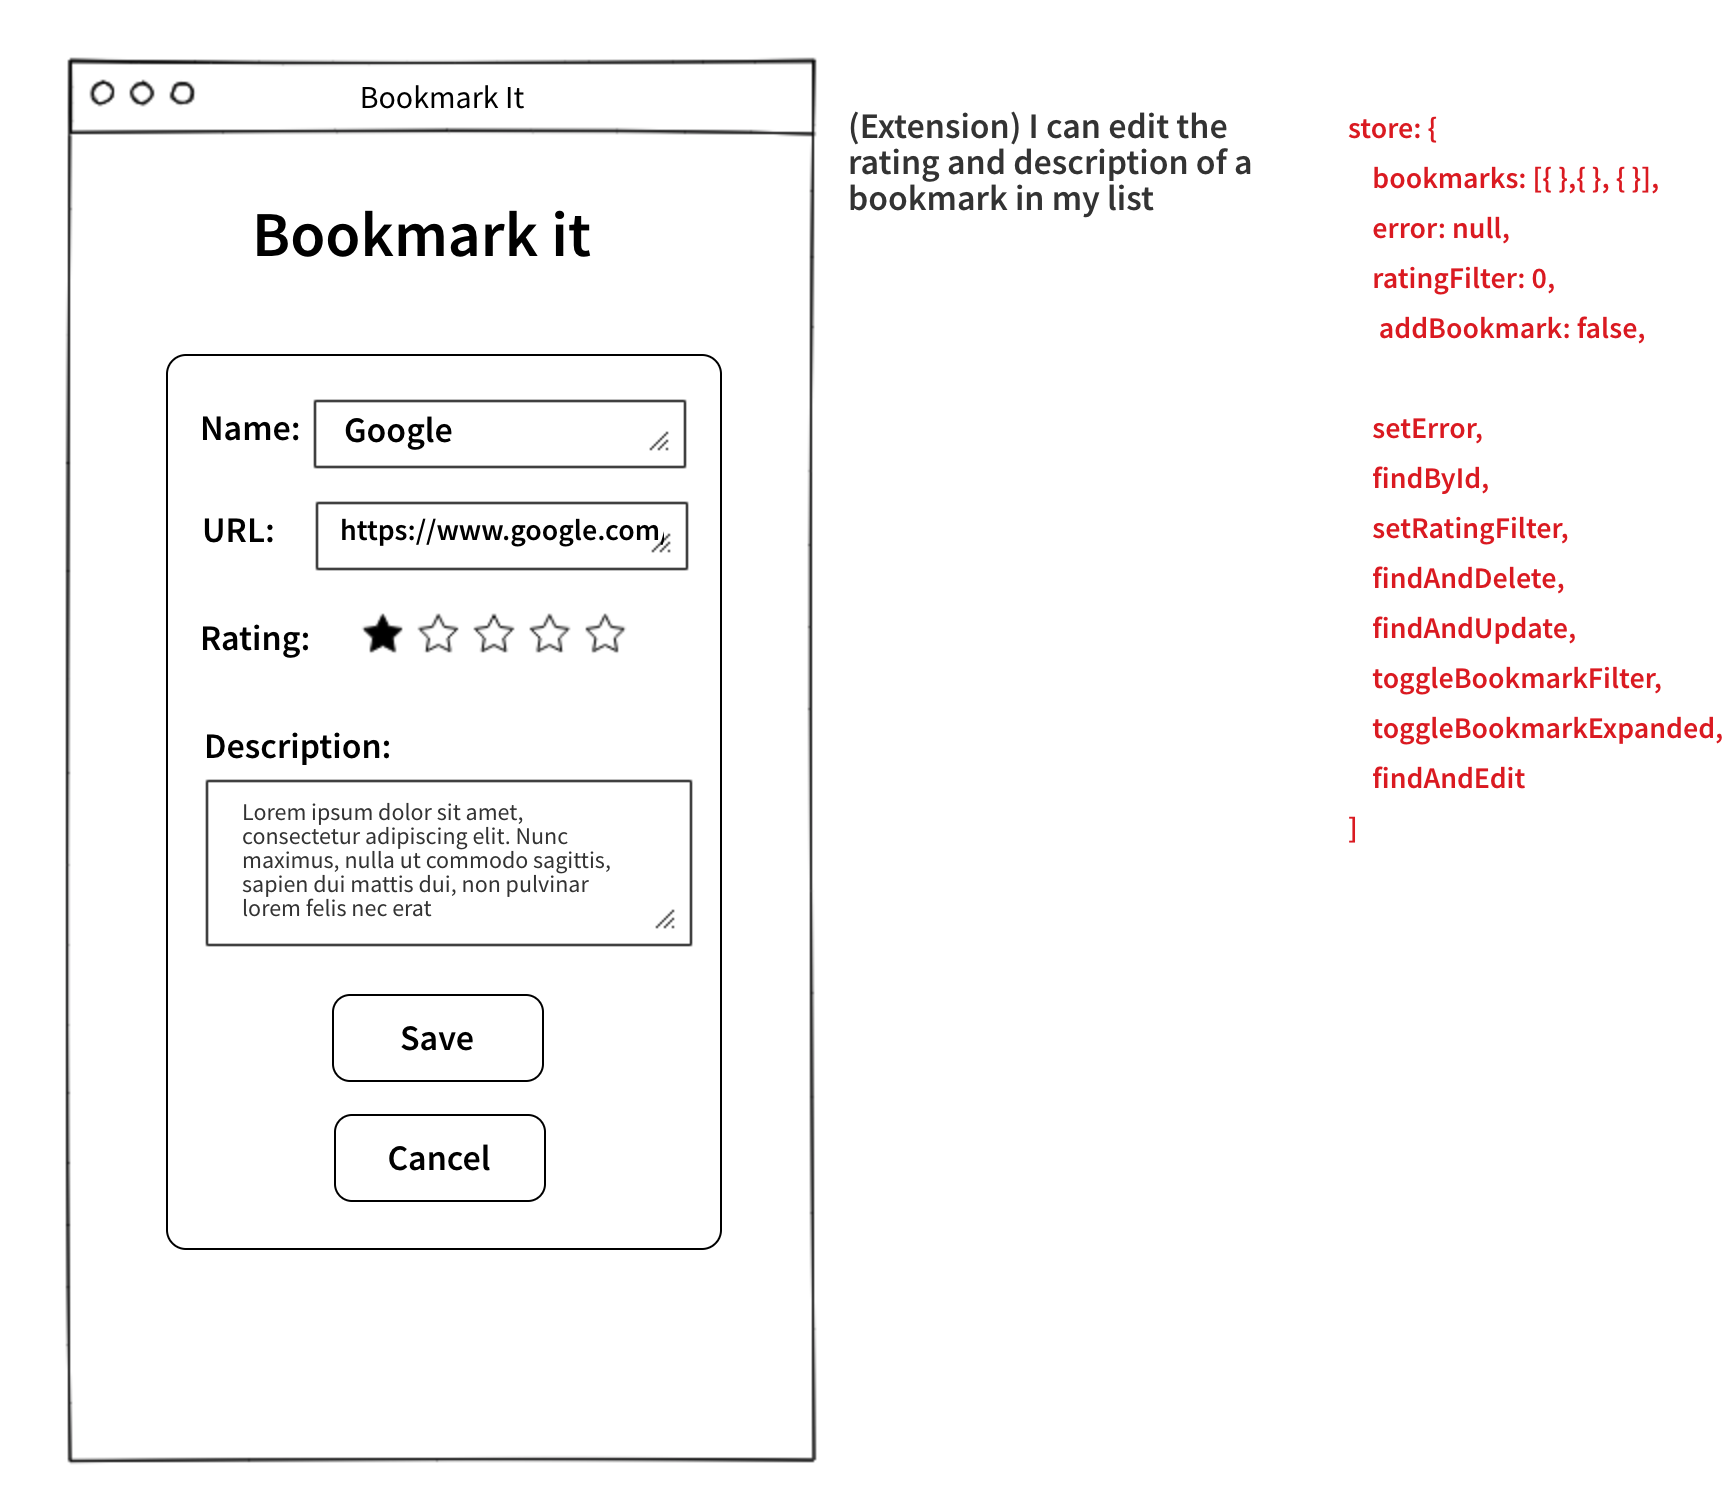 Bookmark It
Bookmark it
Name:
Google
URL:
https://www.google.com/
Rating:
Description:
Lorem ipsum dolor sit amet,
consectetur adipiscing elit. Nunc
maximus, nulla ut commodo sagittis,
sapien dui mattis dui, non pulvinar
lorem felis nec erat
Save
Cancel
(Extension) I can edit the
rating and description of a
bookmark in my list
store: {
bookmarks: [{ },{ }, { }],
error: null,
ratingFilter: 0,
addBookmark: false,
setError,
findById,
setRatingFilter,
findAndDelete,
findAndUpdate,
toggleBookmarkFilter,
toggleBookmarkExpanded,
findAndEdit
]